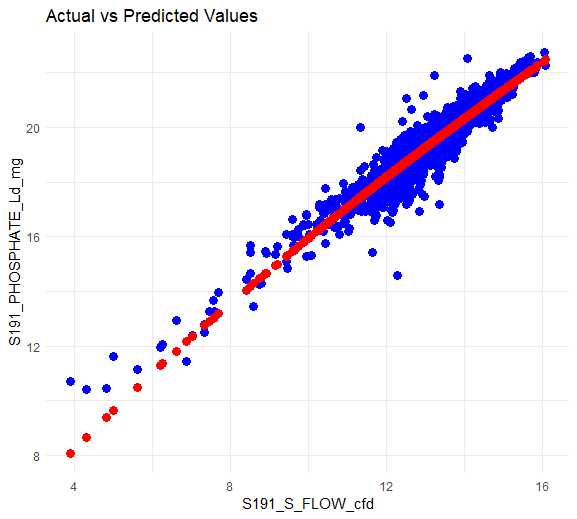 Actual vs Predicted Values
S191_PHOSPHATE_Ld_mg
20
16
12
8
4
8
12
16
S191_S_FLOW_cfd